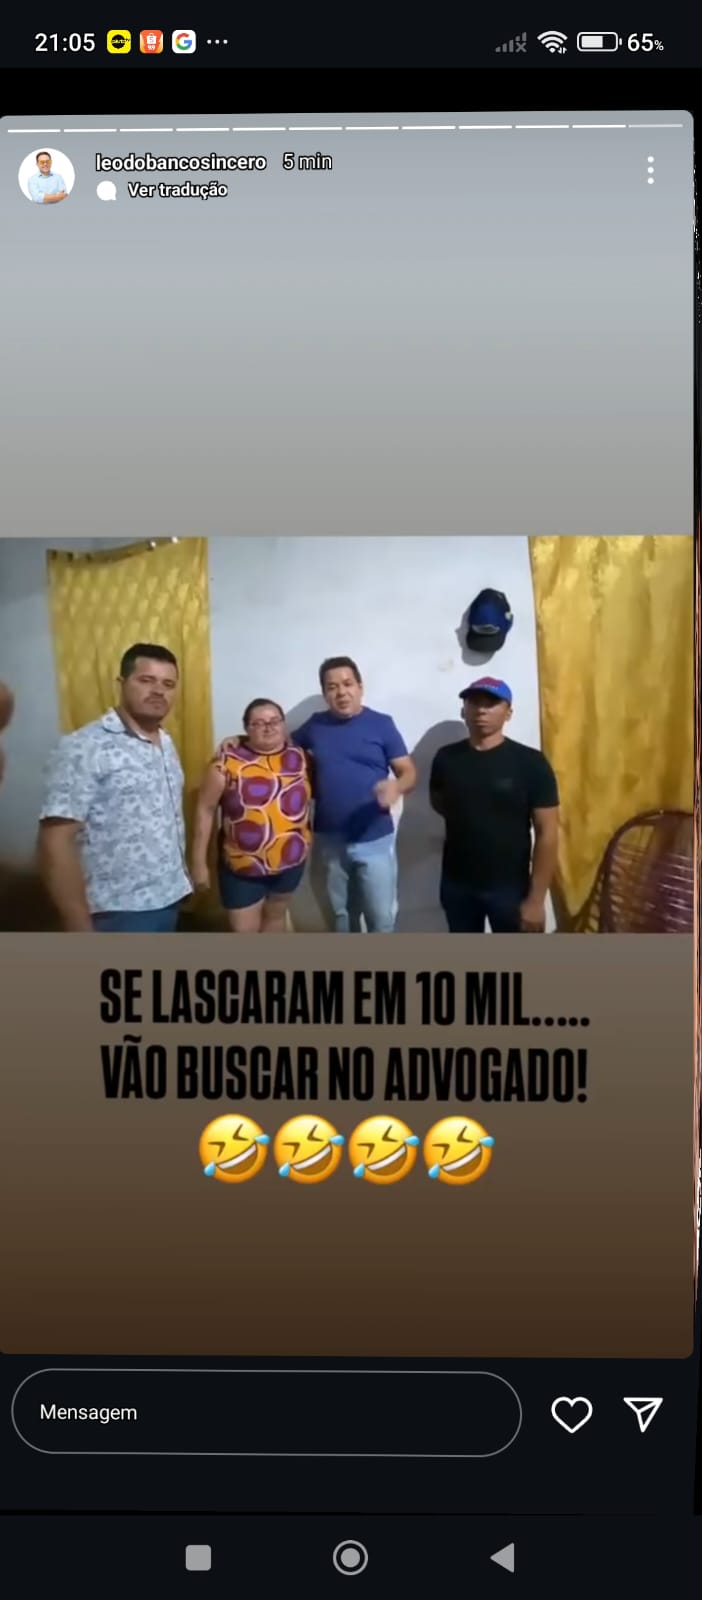 21:05
65%
leodobancosincero 5 min
Ver tradução
SE LASCARAM EM 10 MIL.....
VÃO BUSCAR NO ADVOGADO!
🤣🤣🤣🤣
Mensagem